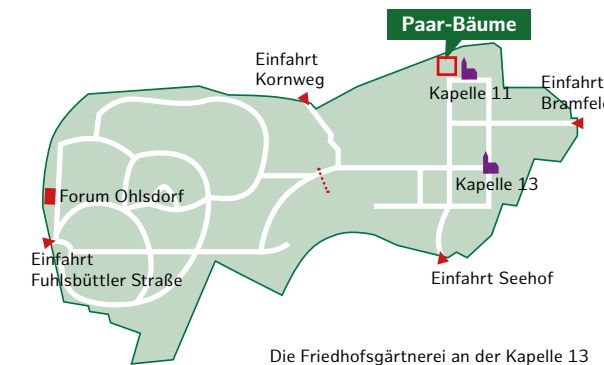 Paar-Bäume
Einfahrt
Kornweg
Kapelle 11
Einfahrt
Forum Ohlsdorf
Kapelle 13
Einfahrt
Fuhlsbüttler Straße
Einfahrt Seehof
Die Friedhofsgärtnerei an der Kapelle 13